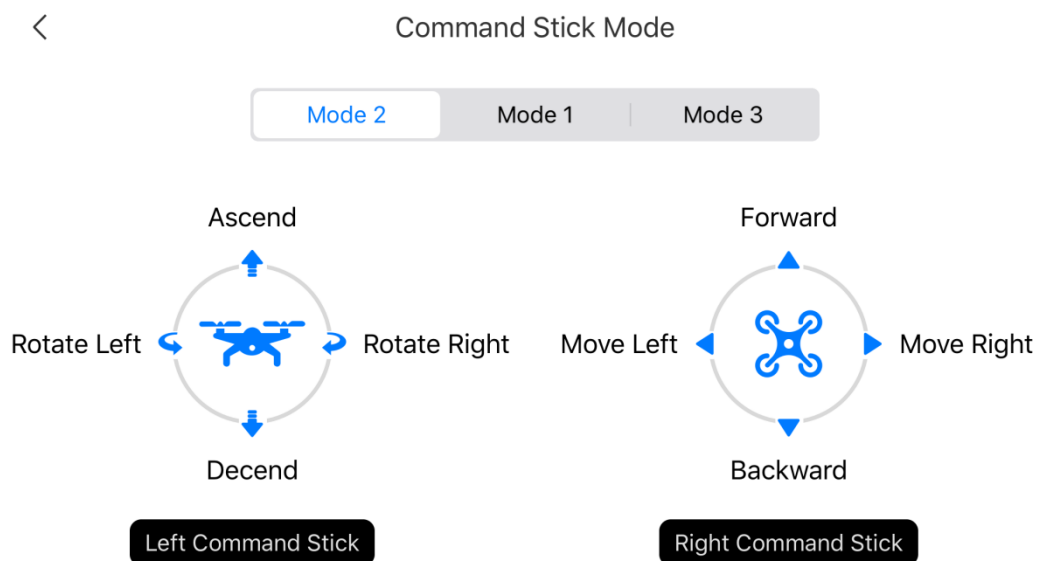 Command Stick Mode
Mode 2 Mode 1 Mode 3
Ascend Forward
Rotate Left Rotate Right Move Left Move Right
Decend Backward
Left Command Stick Right Command Stick